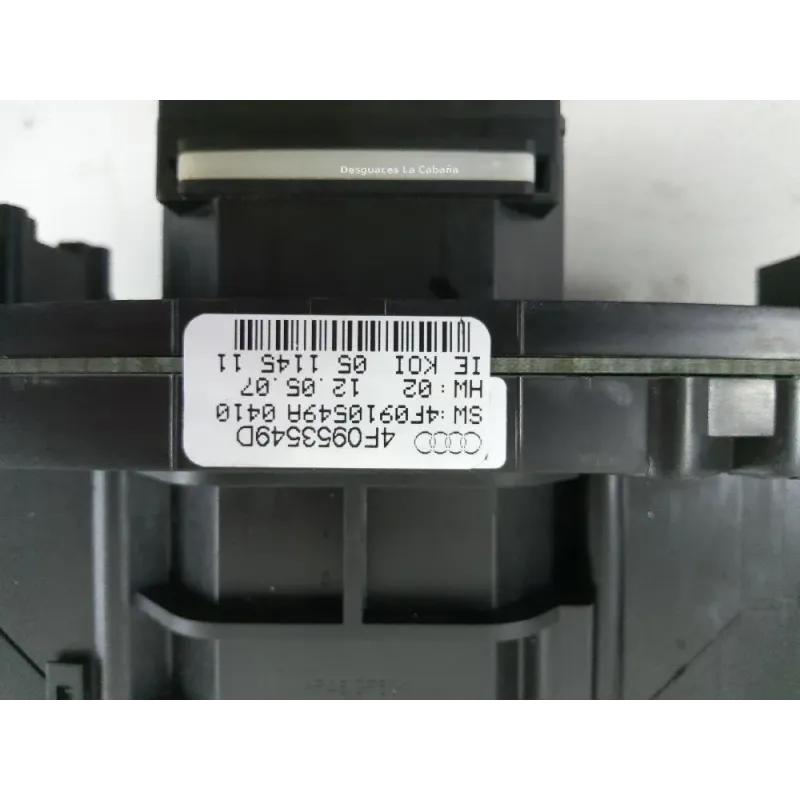 Desguaces La Cabaña
4F0953549D
SW:4F0910549A 0410
HW:02 12.05.07
IE KOI 05 1145 11